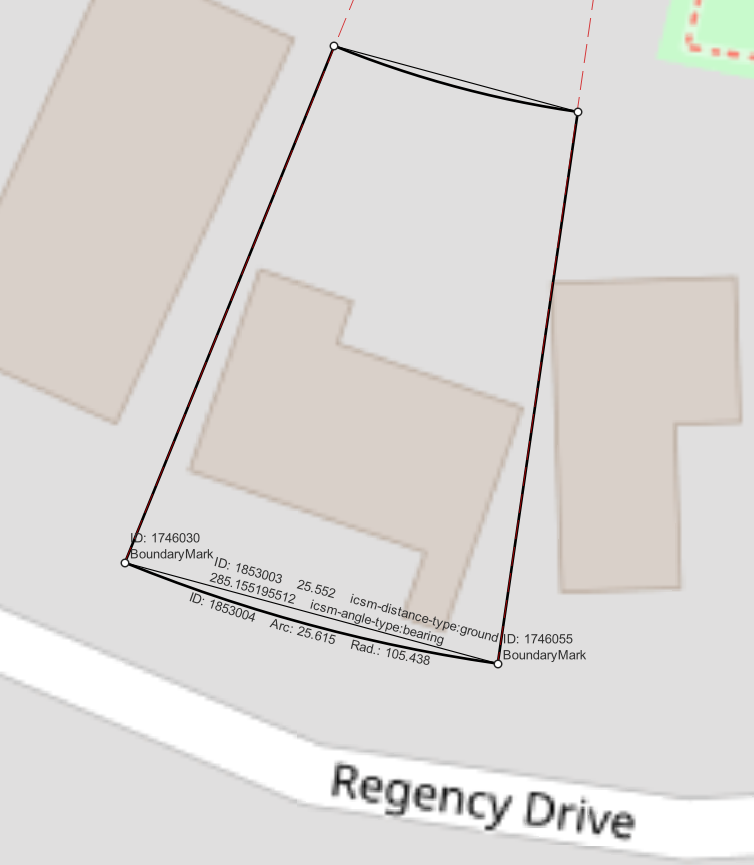 ID: 1746030
BoundaryMark
ID: 1853003 25.552 icsm-distance-type:ground
285.155195512 icsm-angle-type:bearing
ID: 1853004 Arc: 25.615 Rad.: 105.438
ID: 1746055
BoundaryMark
Regency Drive